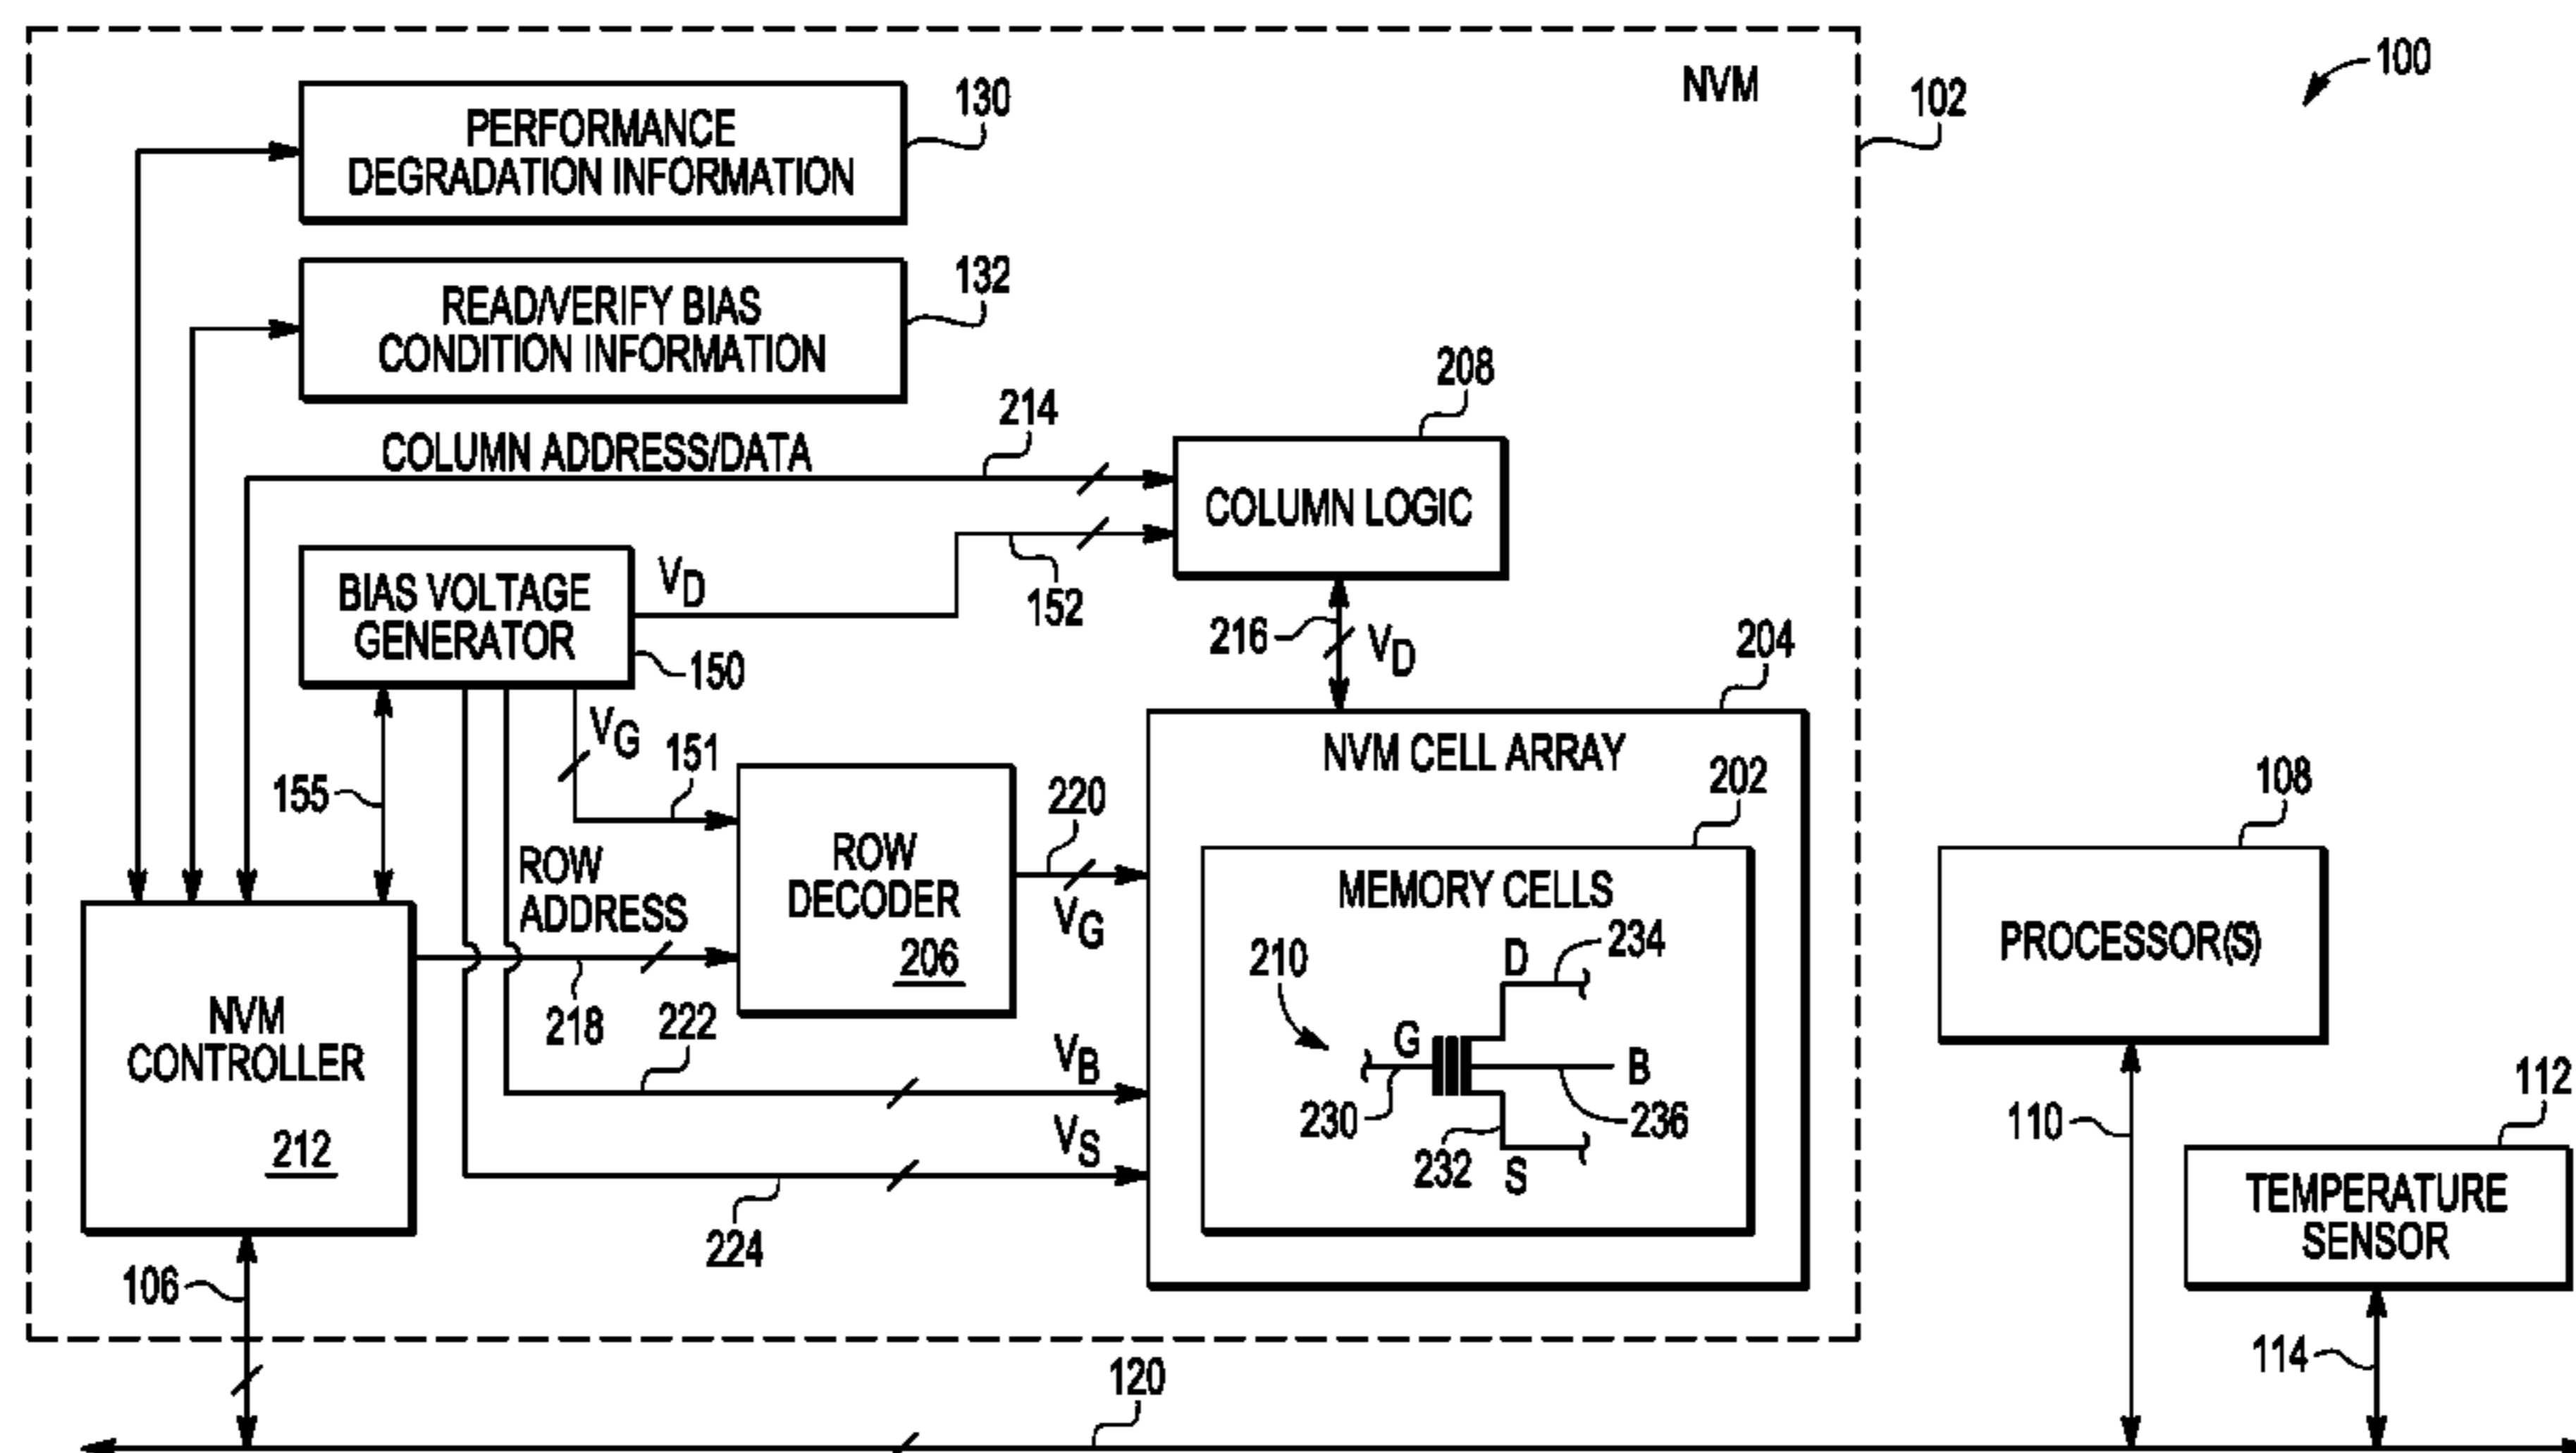 NVM
100
102
130
PERFORMANCE
DEGRADATION INFORMATION
132
READ/VERIFY BIAS
CONDITION INFORMATION
208
214
COLUMN ADDRESS/DATA
COLUMN LOGIC
BIAS VOLTAGE
GENERATOR
VD
152
150
216
VD
204
VG
151
NVM CELL ARRAY
155
202
108
220
ROW
ADDRESS
ROW
DECODER
206
VG
MEMORY CELLS
PROCESSOR(S)
210
D
234
NVM
CONTROLLER
212
218
222
VB
G
B
230
236
110
112
VS
232
S
TEMPERATURE
SENSOR
224
106
114
120